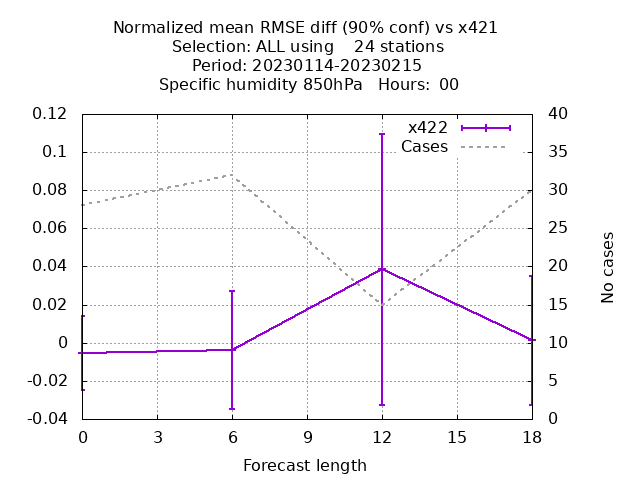 Normalized mean RMSE diff (90% conf) vs x421
Selection: ALL using    24 stations
Period: 20230114-20230215
Specific humidity 850hPa   Hours:  00
x422
Cases
0.12
0.1
0.08
0.06
0.04
0.02
0
-0.02
-0.04
40
35
30
25
20
15
10
5
0
No cases
0 3 6 9 12 15 18
Forecast length